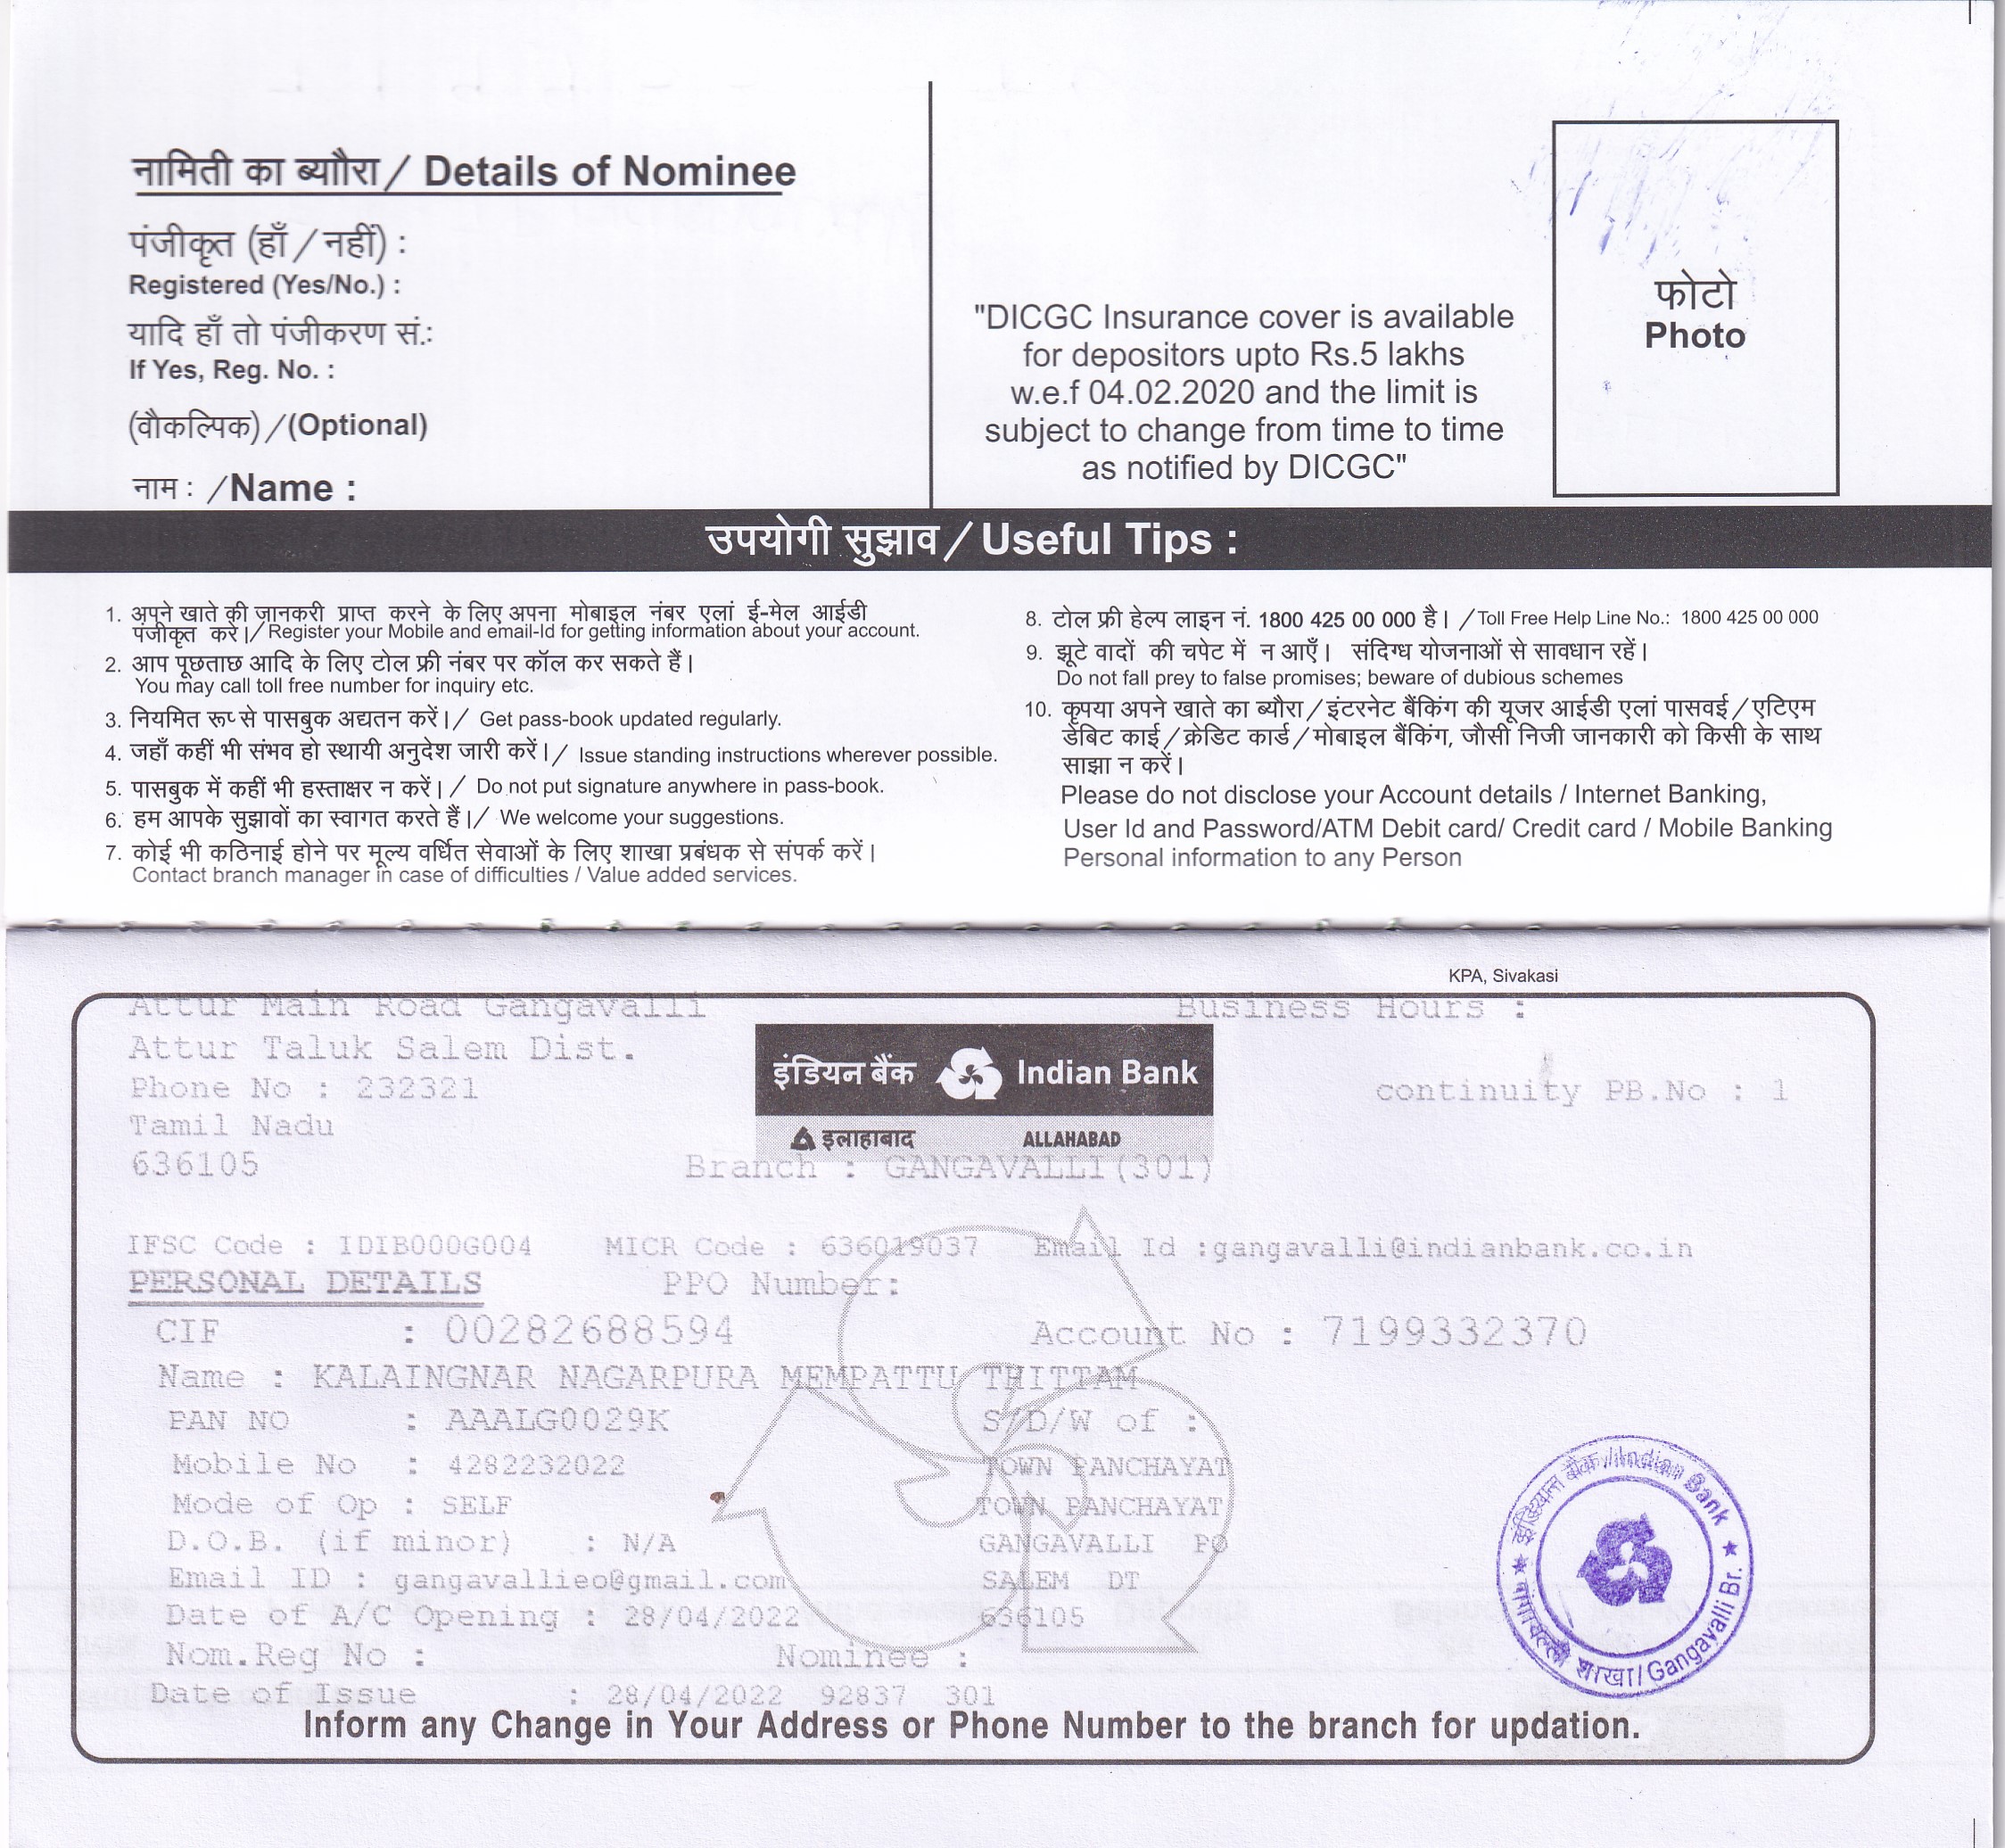 नामिती का ब्यौरा / Details of Nominee
पंजीकृत (हाँ / नहीं) :
Registered (Yes/No.) :
यादि हाँ तो पंजीकरण सं.:
If Yes, Reg. No. :
(वौकल्पिक) / (Optional)
नाम : / Name :
"DICGC Insurance cover is available
for depositors upto Rs.5 lakhs
w.e.f 04.02.2020 and the limit is
subject to change from time to time
as notified by DICGC"
फोटो
Photo
उपयोगी सुझाव / Useful Tips :
1. अपने खाते की जानकरी प्राप्त करने के लिए अपना मोबाइल नंबर एलां ई-मेल आईडी
पंजीकृत करे। / Register your Mobile and email-Id for getting information about your account.
2. आप पूछताछ आदि के लिए टोल फ्री नंबर पर कॉल कर सकते हैं।
You may call toll free number for inquiry etc.
3. नियमित रूप से पासबुक अद्यतन करें। / Get pass-book updated regularly.
4. जहाँ कहीं भी संभव हो स्थायी अनुदेश जारी करें। / Issue standing instructions wherever possible.
5. पासबुक में कहीं भी हस्ताक्षर न करें। / Do not put signature anywhere in pass-book.
6. हम आपके सुझावों का स्वागत करते हैं। / We welcome your suggestions.
7. कोई भी कठिनाई होने पर मूल्य वर्धित सेवाओं के लिए शाखा प्रबंधक से संपर्क करें।
Contact branch manager in case of difficulties / Value added services.
8. टोल फ्री हेल्प लाइन नं. 1800 425 00 000 है। / Toll Free Help Line No.: 1800 425 00 000
9. झूटे वादों की चपेट में न आएँ। संदिग्ध योजनाओं से सावधान रहें।
Do not fall prey to false promises; beware of dubious schemes
10. कृपया अपने खाते का ब्यौरा / इंटरनेट बैंकिंग की यूजर आईडी एलां पासवई / एटिएम
डेबिट काई / क्रेडिट कार्ड / मोबाइल बैंकिंग, जौसी निजी जानकारी को किसी के साथ
साझा न करें।
Please do not disclose your Account details / Internet Banking,
User Id and Password/ATM Debit card/ Credit card / Mobile Banking
Personal information to any Person
KPA, Sivakasi
Attur Main Road Gangavalli
Business Hours :
Attur Taluk Salem Dist.
इंडियन बैंक Indian Bank
Phone No : 232321
continuity PB.No : 1
Tamil Nadu
इलाहाबाद ALLAHABAD
636105
Branch : GANGAVALLI(301)
IFSC Code : IDIB000G004 MICR Code : 636019037 Email Id :gangavalli@indianbank.co.in
PERSONAL DETAILS PPO Number:
CIF : 00282688594 Account No : 7199332370
Name : KALAINGNAR NAGARPURA MEMPATTU THITTAM
PAN NO : AAALG0029K S/D/W of :
Mobile No : 4282232022 TOWN PANCHAYAT
Mode of Op : SELF TOWN PANCHAYAT
D.O.B. (if minor) : N/A GANGAVALLI PO
Email ID : gangavallieo@gmail.com SALEM DT
Date of A/C Opening : 28/04/2022 636105
Nom.Reg No : Nominee :
Date of Issue : 28/04/2022 92837 301
Inform any Change in Your Address or Phone Number to the branch for updation.
इंडियन बैंक/Indian Bank
शाखा/Gangavalli Br.